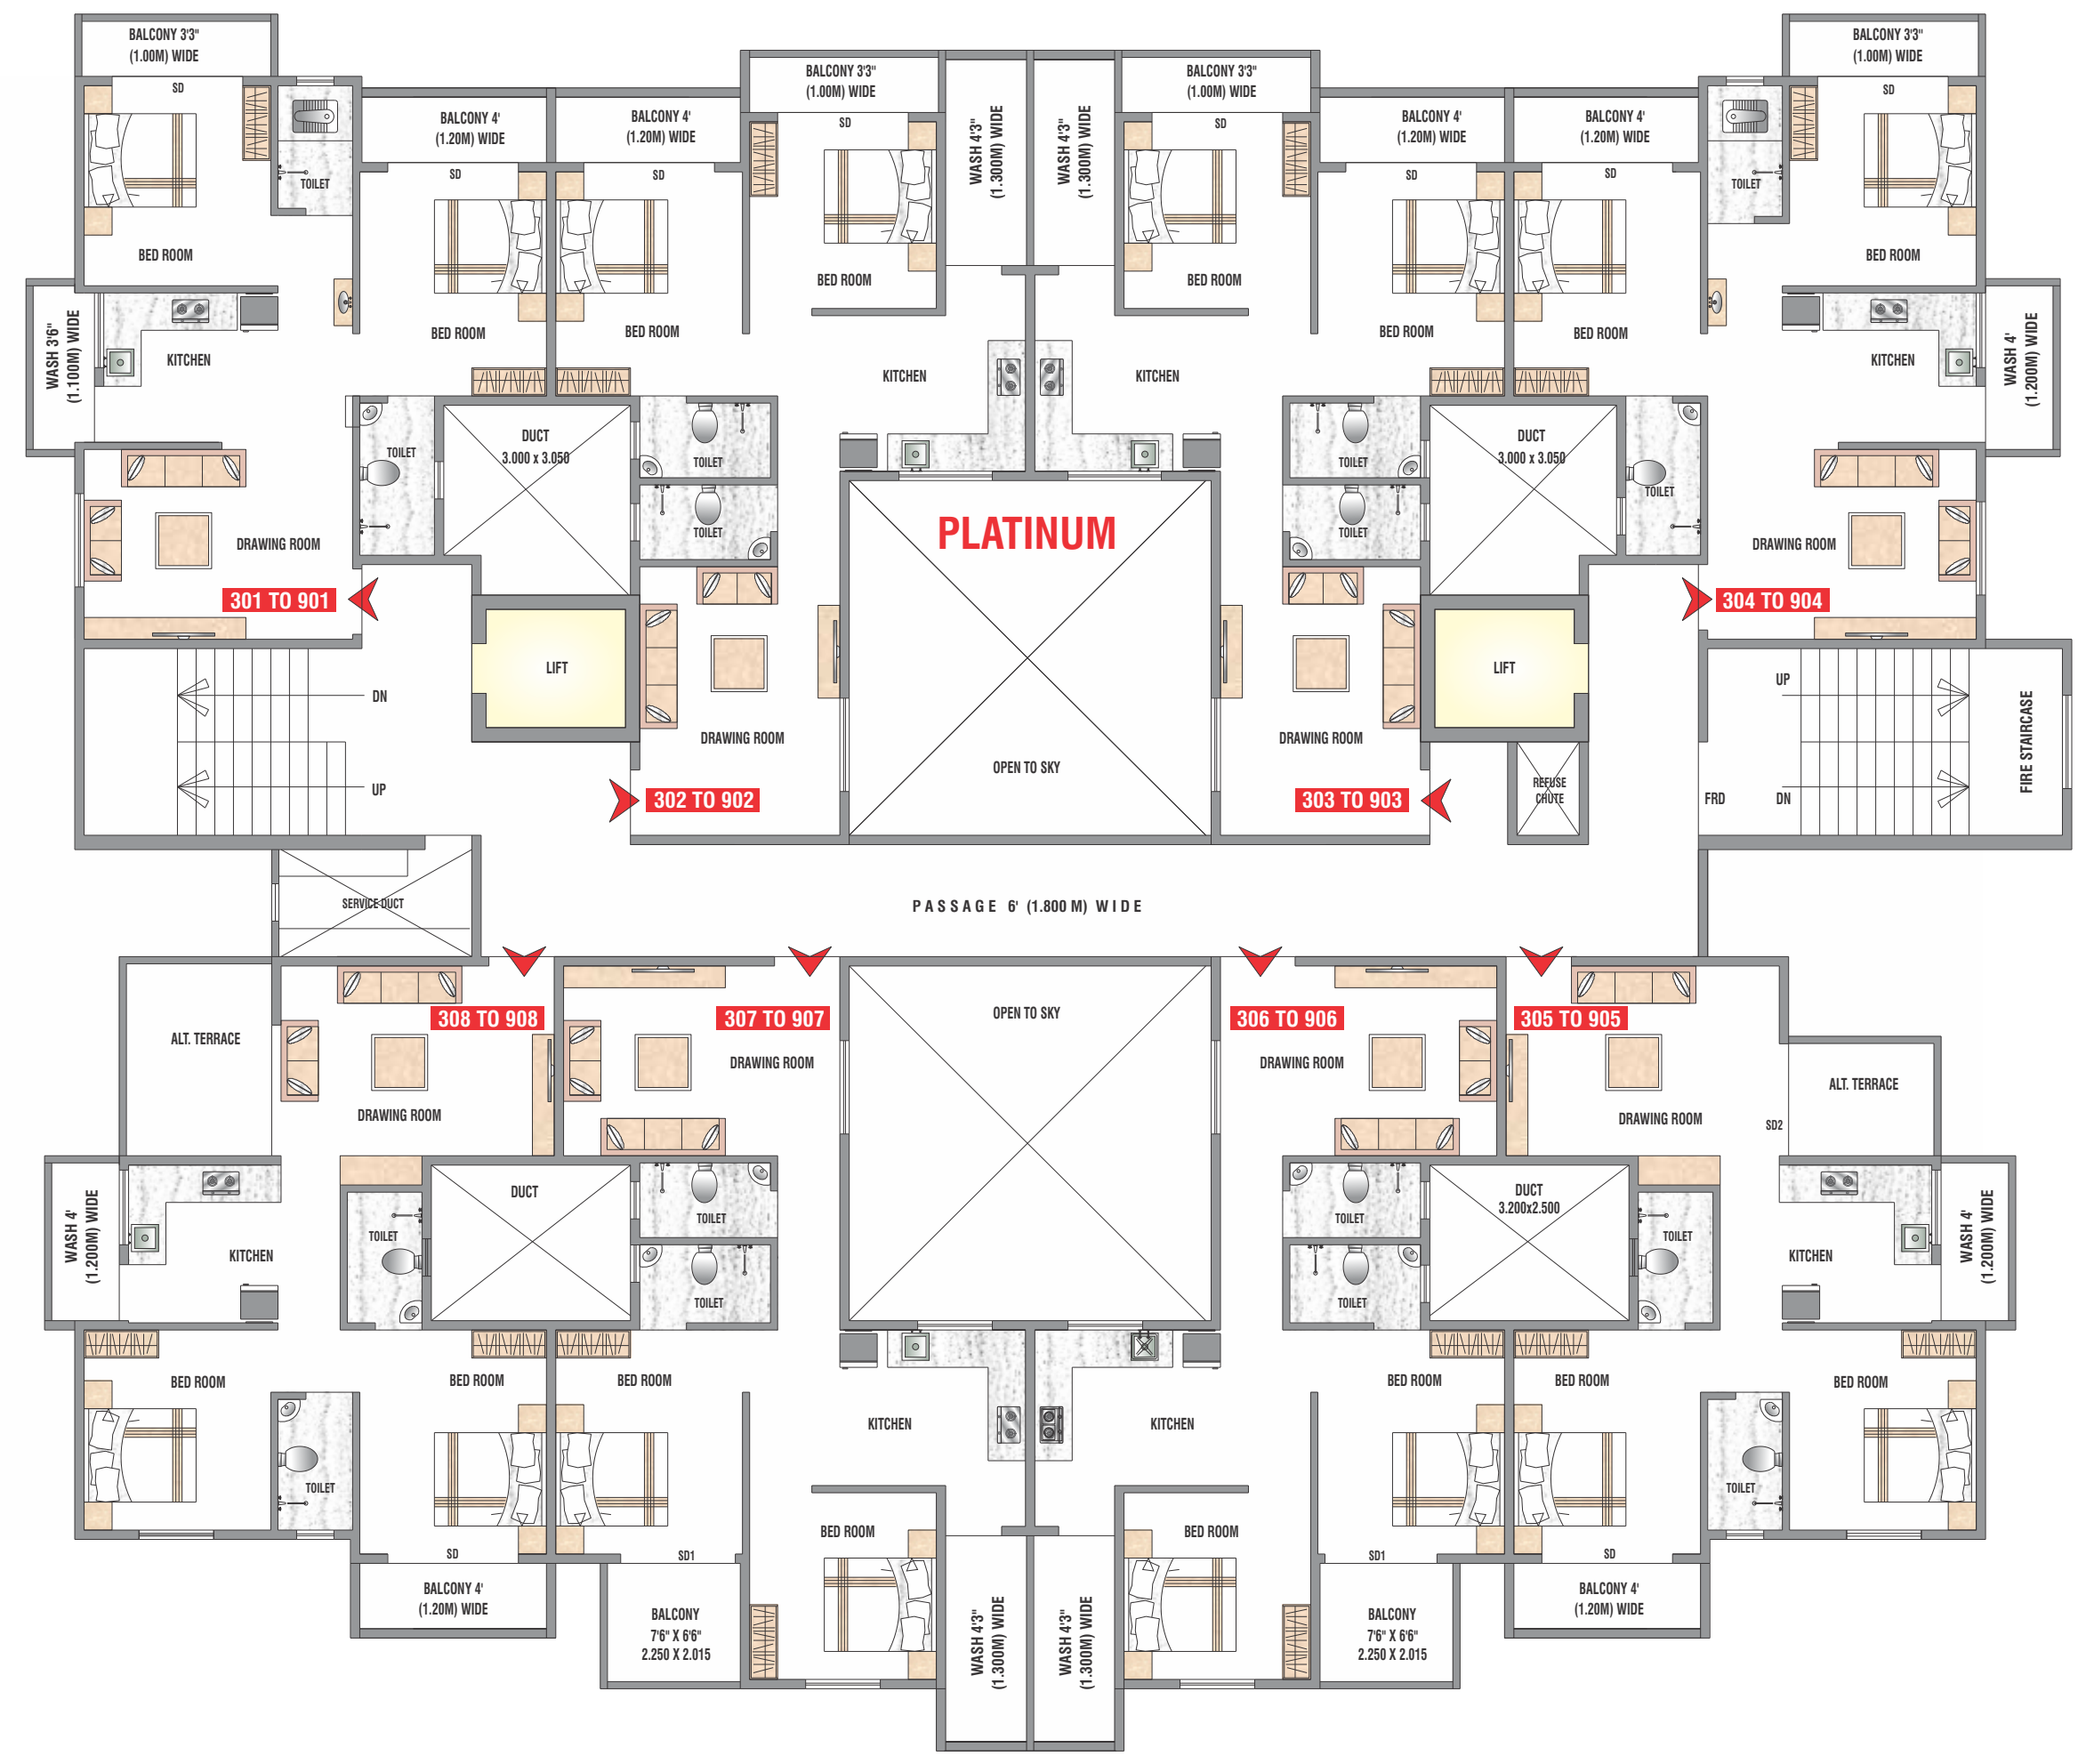 BALCONY 3'3"
(1.00M) WIDE
SD
TOILET
BED ROOM
BALCONY 4'
(1.20M) WIDE
SD
BED ROOM
BALCONY 4'
(1.20M) WIDE
SD
BED ROOM
BALCONY 3'3"
(1.00M) WIDE
SD
BED ROOM
WASH 4'3"
(1.300M) WIDE
WASH 4'3"
(1.300M) WIDE
BALCONY 3'3"
(1.00M) WIDE
SD
BED ROOM
BALCONY 4'
(1.20M) WIDE
SD
BED ROOM
BALCONY 4'
(1.20M) WIDE
SD
BED ROOM
BALCONY 3'3"
(1.00M) WIDE
SD
TOILET
BED ROOM
WASH 3'6"
(1.100M) WIDE
KITCHEN
KITCHEN
KITCHEN
KITCHEN
WASH 4'
(1.200M) WIDE
TOILET
DUCT
3.000 x 3.050
TOILET
TOILET
PLATINUM
TOILET
TOILET
DUCT
3.000 x 3.050
TOILET
DRAWING ROOM
301 TO 901
DRAWING ROOM
304 TO 904
LIFT
LIFT
DN
UP
DRAWING ROOM
302 TO 902
OPEN TO SKY
DRAWING ROOM
303 TO 903
REFUSE
CHUTE
UP
FRD
DN
FIRE STAIRCASE
SERVICE DUCT
PASSAGE 6' (1.800 M) WIDE
308 TO 908
307 TO 907
OPEN TO SKY
306 TO 906
305 TO 905
ALT. TERRACE
DRAWING ROOM
DRAWING ROOM
DRAWING ROOM
DRAWING ROOM
SD2
ALT. TERRACE
WASH 4'
(1.200M) WIDE
KITCHEN
TOILET
DUCT
TOILET
TOILET
TOILET
TOILET
DUCT
3.200x2.500
TOILET
KITCHEN
WASH 4'
(1.200M) WIDE
BED ROOM
BED ROOM
BED ROOM
KITCHEN
KITCHEN
BED ROOM
BED ROOM
BED ROOM
TOILET
TOILET
BED ROOM
BED ROOM
SD
SD1
SD1
SD
BALCONY 4'
(1.20M) WIDE
BALCONY
7'6" X 6'6"
2.250 X 2.015
WASH 4'3"
(1.300M) WIDE
WASH 4'3"
(1.300M) WIDE
BALCONY
7'6" X 6'6"
2.250 X 2.015
BALCONY 4'
(1.20M) WIDE